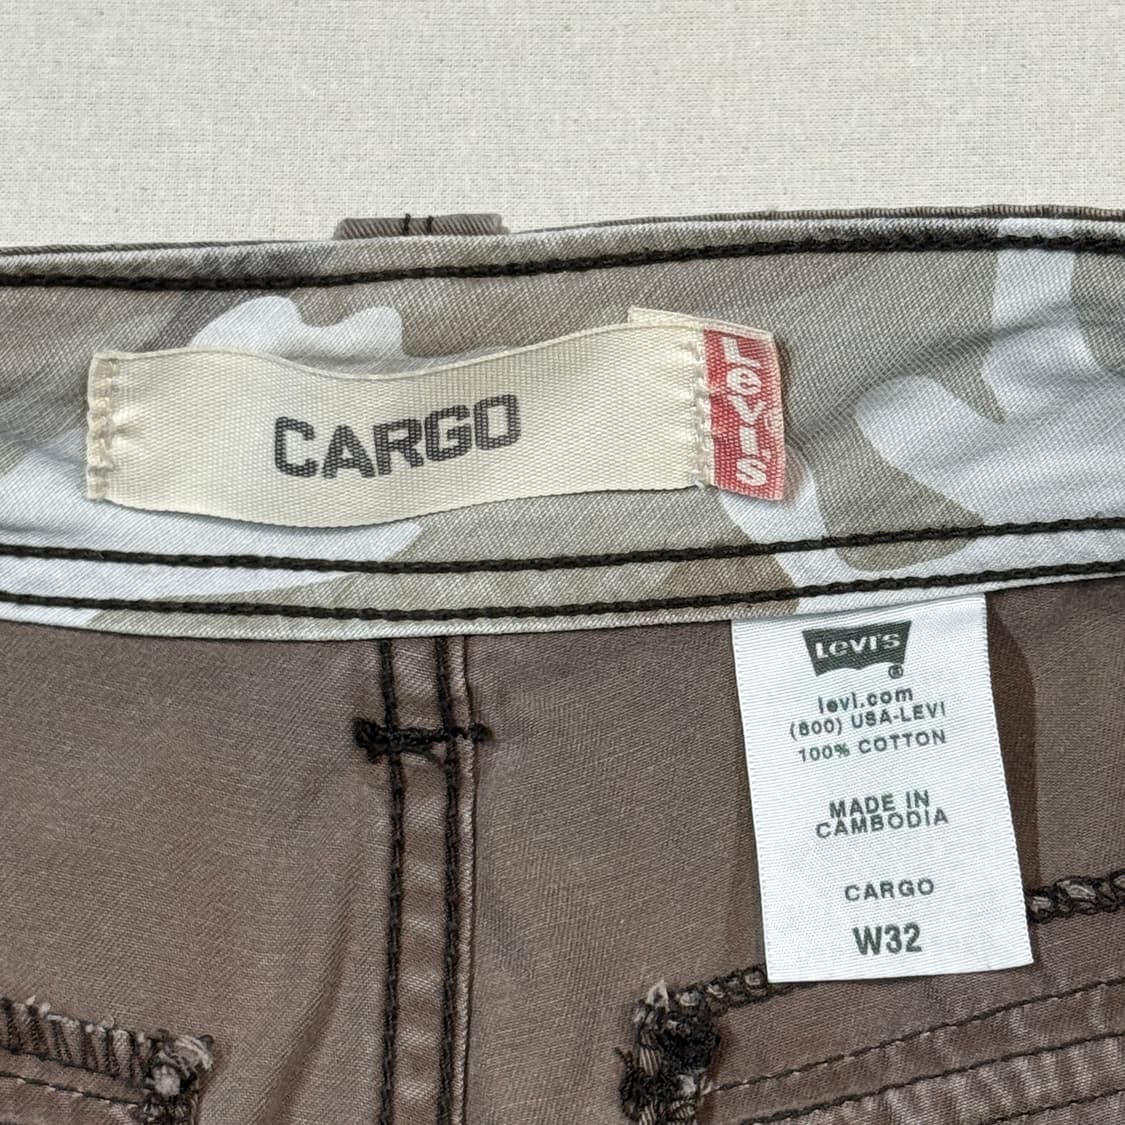 CARGO
Levi's
Levi's
®
levi.com
(800) USA-LEVI
100% COTTON
MADE IN
CAMBODIA
CARGO
W32